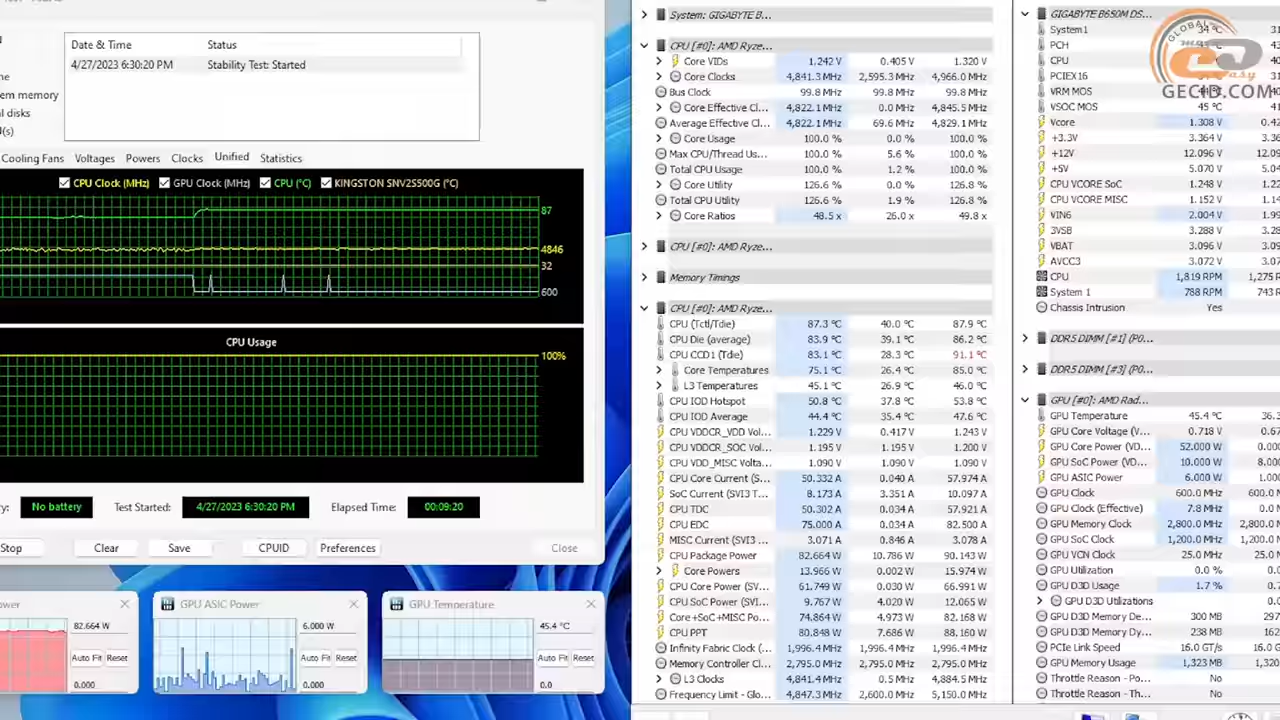 Date & Time Status
4/27/2023 6:30:20 PM Stability Test: Started
Cooling Fans Voltages Powers Clocks Unified Statistics
CPU Clock (MHz) GPU Clock (MHz) CPU (°C) KINGSTON SNV2S500G (°C)
87
4846
32
600
CPU Usage
100%
No battery Test Started: 4/27/2023 6:30:20 PM Elapsed Time: 00:09:20
Stop Clear Save CPUID Preferences Close
ower
82.664 W
Auto Fit Reset
0.000
GPU ASIC Power
6.000 W
Auto Fit Reset
0.000
GPU Temperature
45.4 °C
Auto Fit Reset
0.0
System: GIGABYTE B...
CPU [#0]: AMD Ryze...
Core VIDs 1.242 V 0.405 V 1.320 V
Core Clocks 4,841.3 MHz 2,595.3 MHz 4,966.0 MHz
Bus Clock 99.8 MHz 99.8 MHz 99.8 MHz
Core Effective Cl... 4,822.1 MHz 0.0 MHz 4,845.5 MHz
Average Effective Cl... 4,822.1 MHz 69.6 MHz 4,829.1 MHz
Core Usage 100.0 % 0.0 % 100.0 %
Max CPU/Thread Us... 100.0 % 5.6 % 100.0 %
Total CPU Usage 100.0 % 1.2 % 100.0 %
Core Utility 126.6 % 0.0 % 126.8 %
Total CPU Utility 126.6 % 1.9 % 126.8 %
Core Ratios 48.5 x 26.0 x 49.8 x
CPU [#0]: AMD Ryze...
Memory Timings
CPU [#0]: AMD Ryze...
CPU (Tctl/Tdie) 87.3 °C 40.0 °C 87.9 °C
CPU Die (average) 83.9 °C 39.1 °C 86.2 °C
CPU CCD1 (Tdie) 83.1 °C 28.3 °C 91.1 °C
Core Temperatures 75.1 °C 26.4 °C 85.0 °C
L3 Temperatures 45.1 °C 26.9 °C 46.0 °C
CPU IOD Hotspot 50.8 °C 37.8 °C 53.8 °C
CPU IOD Average 44.4 °C 35.4 °C 47.6 °C
CPU VDDCR_VDD Vol... 1.229 V 0.417 V 1.243 V
CPU VDDCR_SOC Vol... 1.195 V 1.195 V 1.200 V
CPU VDD_MISC Volta... 1.090 V 1.090 V 1.090 V
CPU Core Current (S... 50.332 A 0.040 A 57.974 A
SoC Current (SVI3 T... 8.173 A 3.351 A 10.097 A
CPU TDC 50.302 A 0.034 A 57.921 A
CPU EDC 75.000 A 0.034 A 82.500 A
MISC Current (SVI3 ... 3.071 A 0.846 A 3.078 A
CPU Package Power 82.664 W 10.786 W 90.143 W
Core Powers 13.966 W 0.002 W 15.974 W
CPU Core Power (SV... 61.749 W 0.030 W 66.991 W
CPU SoC Power (SVI... 9.767 W 4.020 W 12.065 W
Core+SoC+MISC Po... 74.864 W 4.973 W 82.168 W
CPU PPT 80.848 W 7.686 W 88.160 W
Infinity Fabric Clock (... 1,996.4 MHz 1,996.4 MHz 1,996.4 MHz
Memory Controller Cl... 2,795.0 MHz 2,795.0 MHz 2,795.0 MHz
L3 Clocks 4,841.4 MHz 0.5 MHz 4,884.5 MHz
Frequency Limit - Glo... 4,847.3 MHz 2,600.0 MHz 5,150.0 MHz
GIGABYTE B650M DS...
System1 34 °C
PCH
CPU
PCIEX16
VRM MOS
VSOC MOS 45 °C
Vcore 1.308 V
+3.3V 3.364 V
+12V 12.096 V
+5V 5.070 V
CPU VCORE SoC 1.248 V
CPU VCORE MISC 1.152 V
VIN6 2.004 V
3VSB 3.288 V
VBAT 3.096 V
AVCC3 3.072 V
CPU 1,819 RPM
System 1 788 RPM
Chassis Intrusion Yes
DDR5 DIMM [#1] (P0...
DDR5 DIMM [#3] (P0...
GPU [#0]: AMD Rad...
GPU Temperature 45.4 °C
GPU Core Voltage (V... 0.718 V
GPU Core Power (VD... 52.000 W
GPU SoC Power (VD... 10.000 W
GPU ASIC Power 6.000 W
GPU Clock 600.0 MHz
GPU Clock (Effective) 7.8 MHz
GPU Memory Clock 2,800.0 MHz
GPU SoC Clock 1,200.0 MHz
GPU VCN Clock 25.0 MHz
GPU Utilization 0.0 %
GPU D3D Usage 1.7 %
GPU D3D Utilizations
GPU D3D Memory De... 300 MB
GPU D3D Memory Dy... 238 MB
PCIe Link Speed 16.0 GT/s
GPU Memory Usage 1,323 MB
Throttle Reason - Po... No
Throttle Reason - Th... No
GLOBAL
easy
GECID.COM